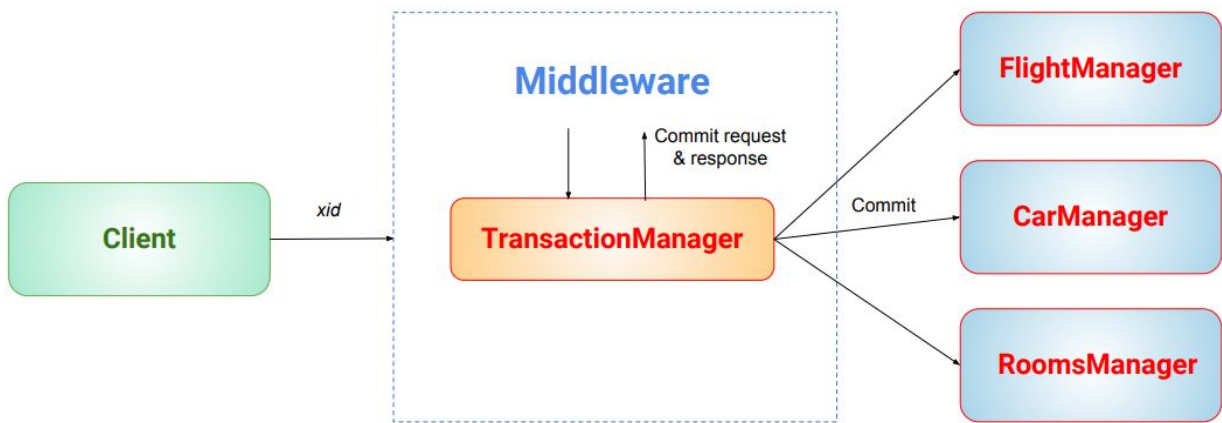 Client
xid
Middleware
Commit request
& response
TransactionManager
Commit
FlightManager
CarManager
RoomsManager